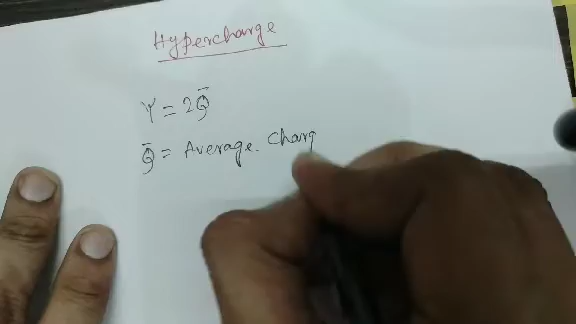 Hypercharge
Y = 2Q̄
Q̄ = Average. Charg